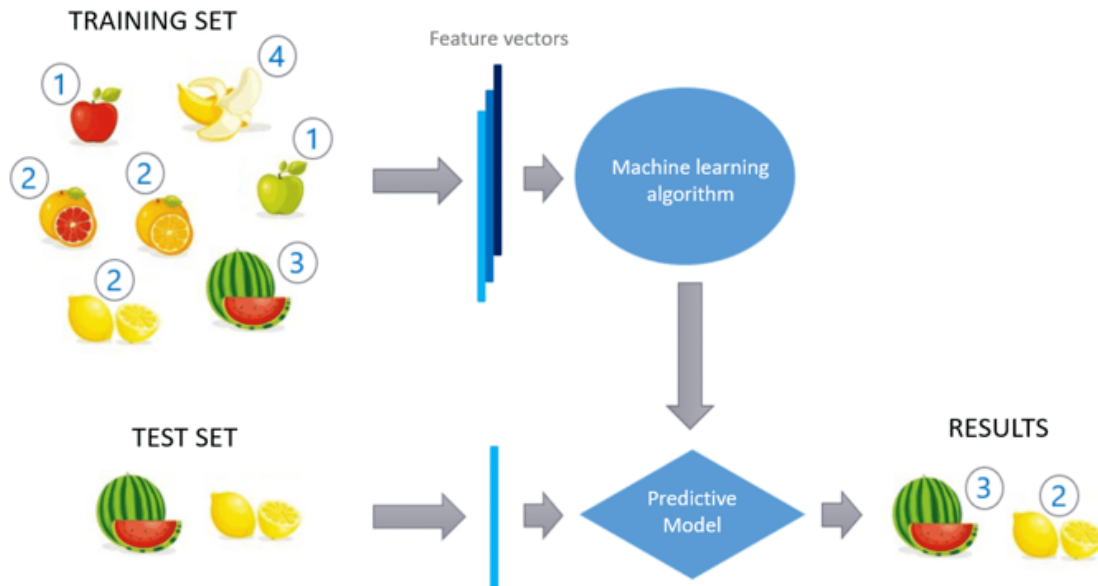 TRAINING SET
Feature vectors
4
1
1
2
2
3
2
Machine learning
algorithm
TEST SET
RESULTS
Predictive
Model
3
2